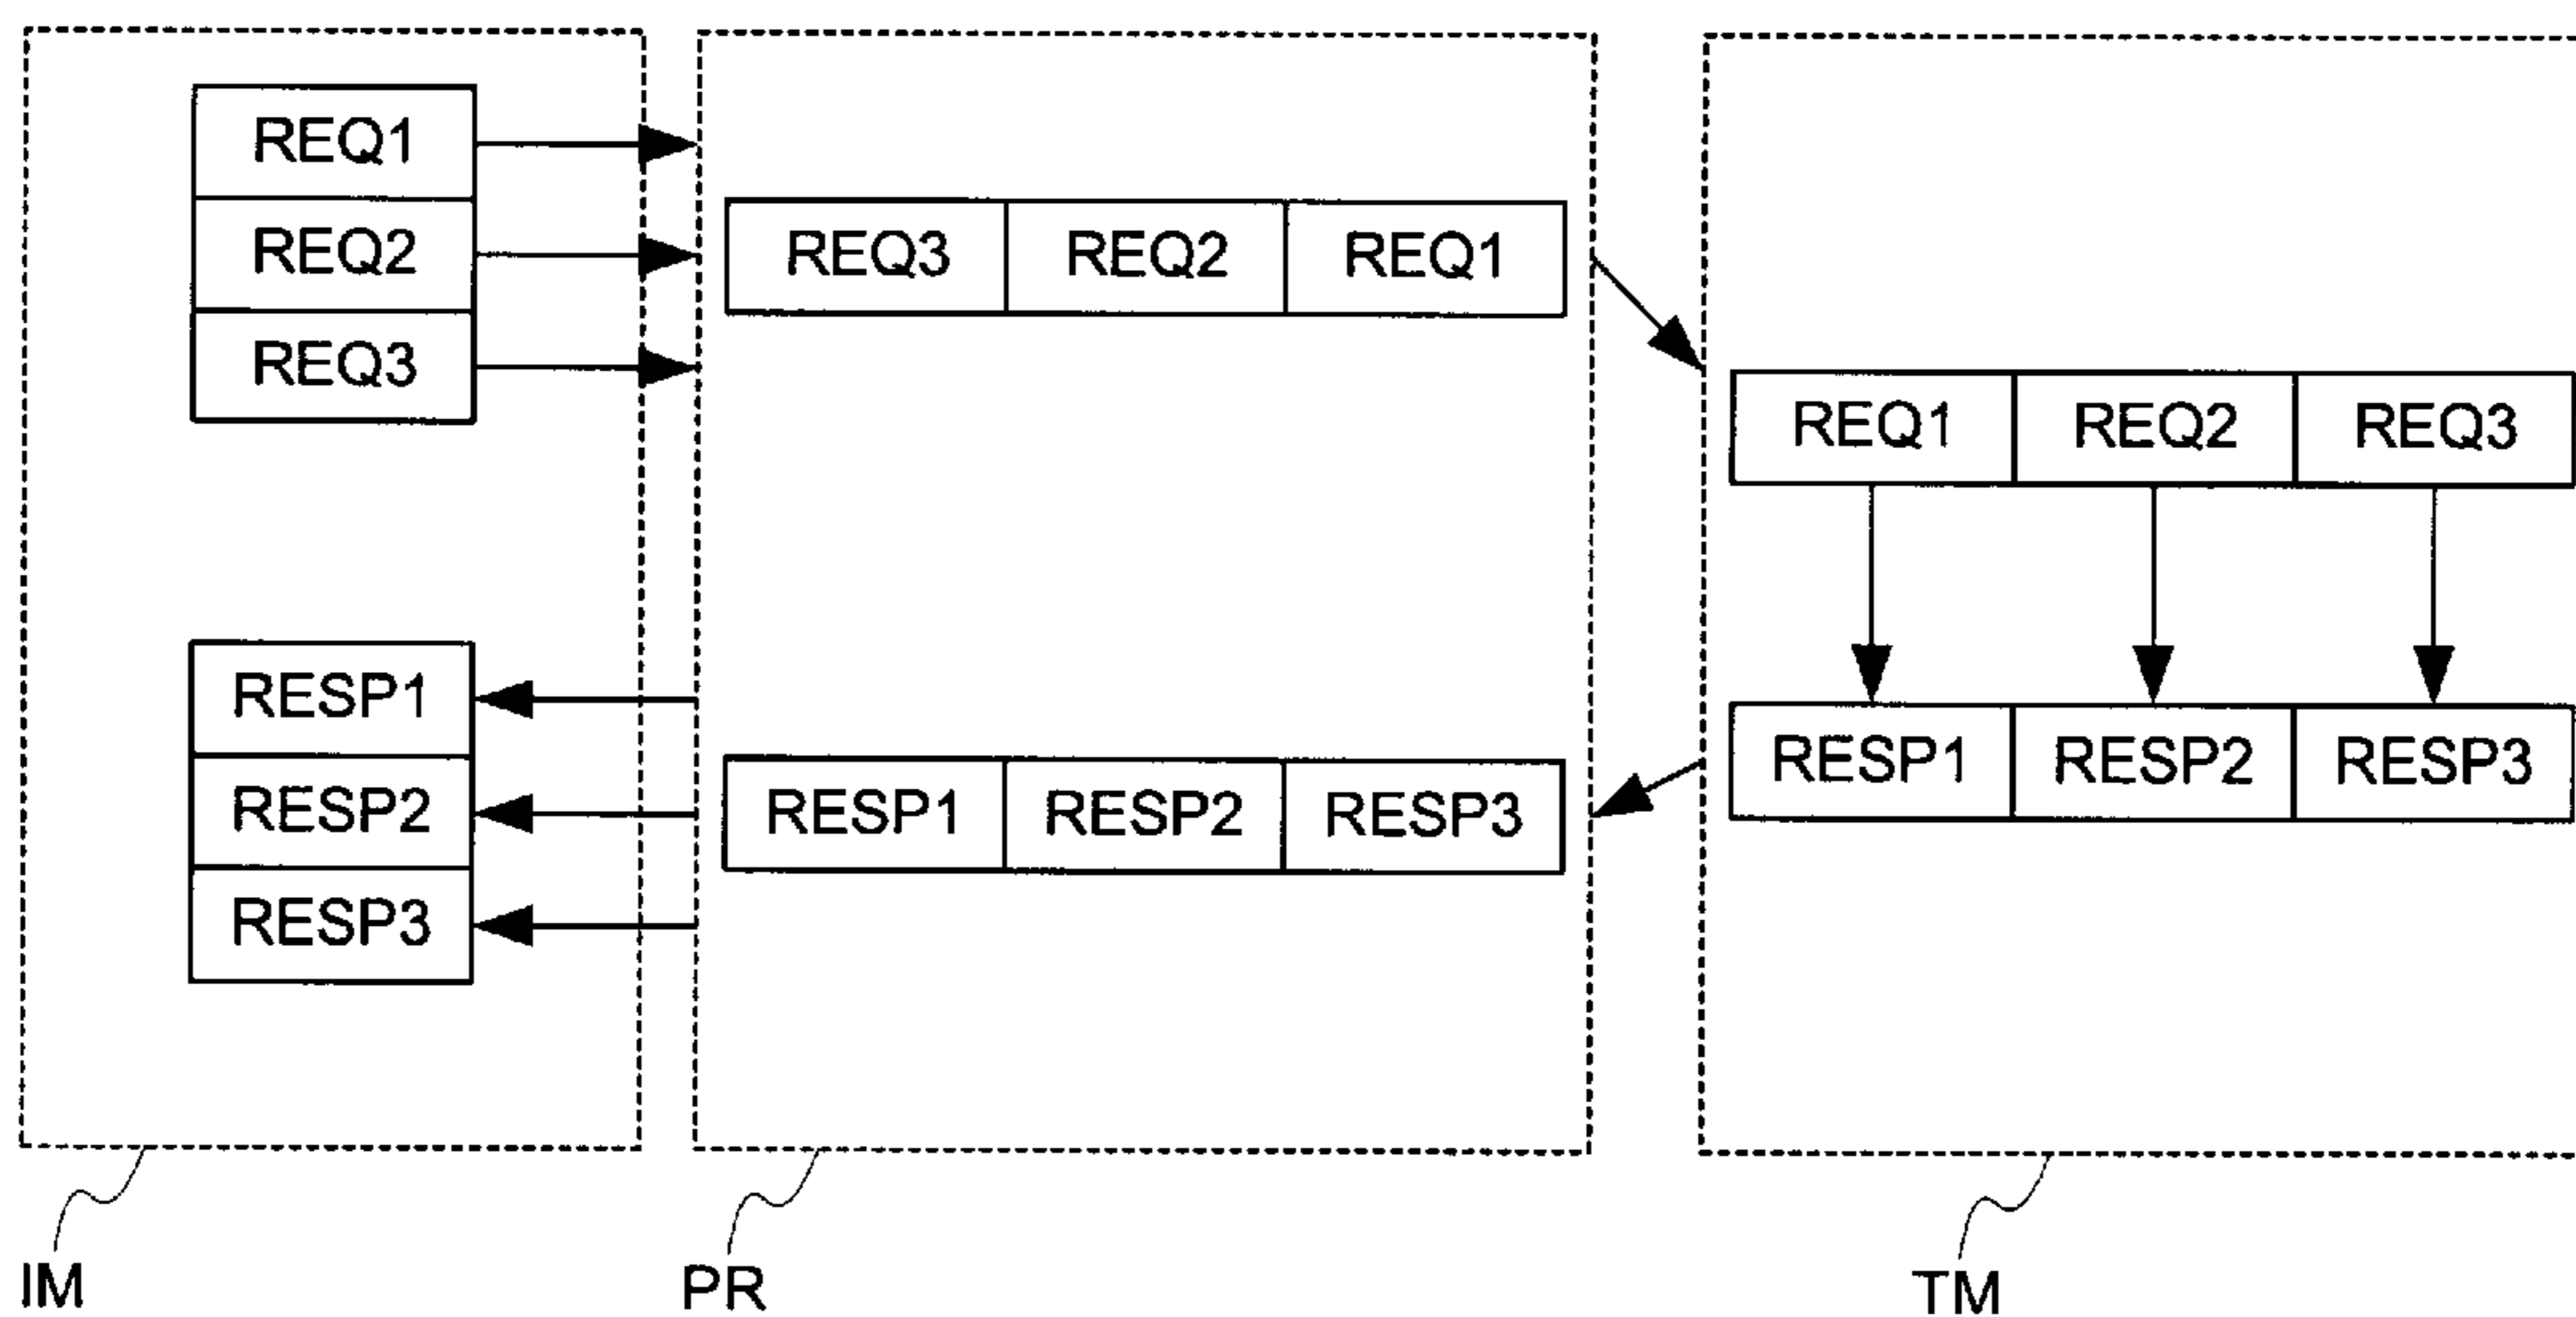 REQ1
REQ2
REQ3
RESP1
RESP2
RESP3
REQ3 REQ2 REQ1
RESP1 RESP2 RESP3
REQ1 REQ2 REQ3
RESP1 RESP2 RESP3
IM
PR
TM